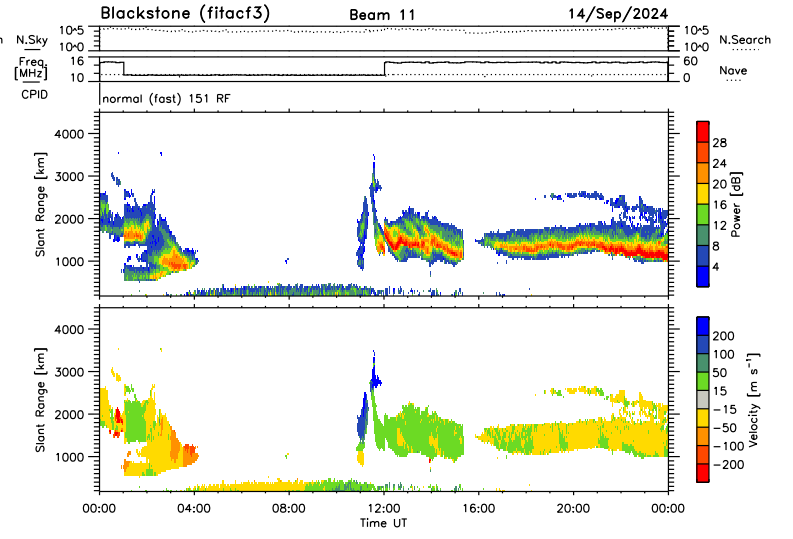 Blackstone (fitacf3) Beam 11 14/Sep/2024
n N.Sky 10^5 10^0 10^5 10^0 N.Search
Freq. [MHz] 16 10 60 0 Nave
CPID normal (fast) 151 RF
Slant Range [km]
4000
3000
2000
1000
28
24
20
16
12
8
4
Power [dB]
Slant Range [km]
4000
3000
2000
1000
200
100
50
15
−15
−50
−100
−200
Velocity [m s⁻¹]
00:00 04:00 08:00 12:00 16:00 20:00 00:00
Time UT